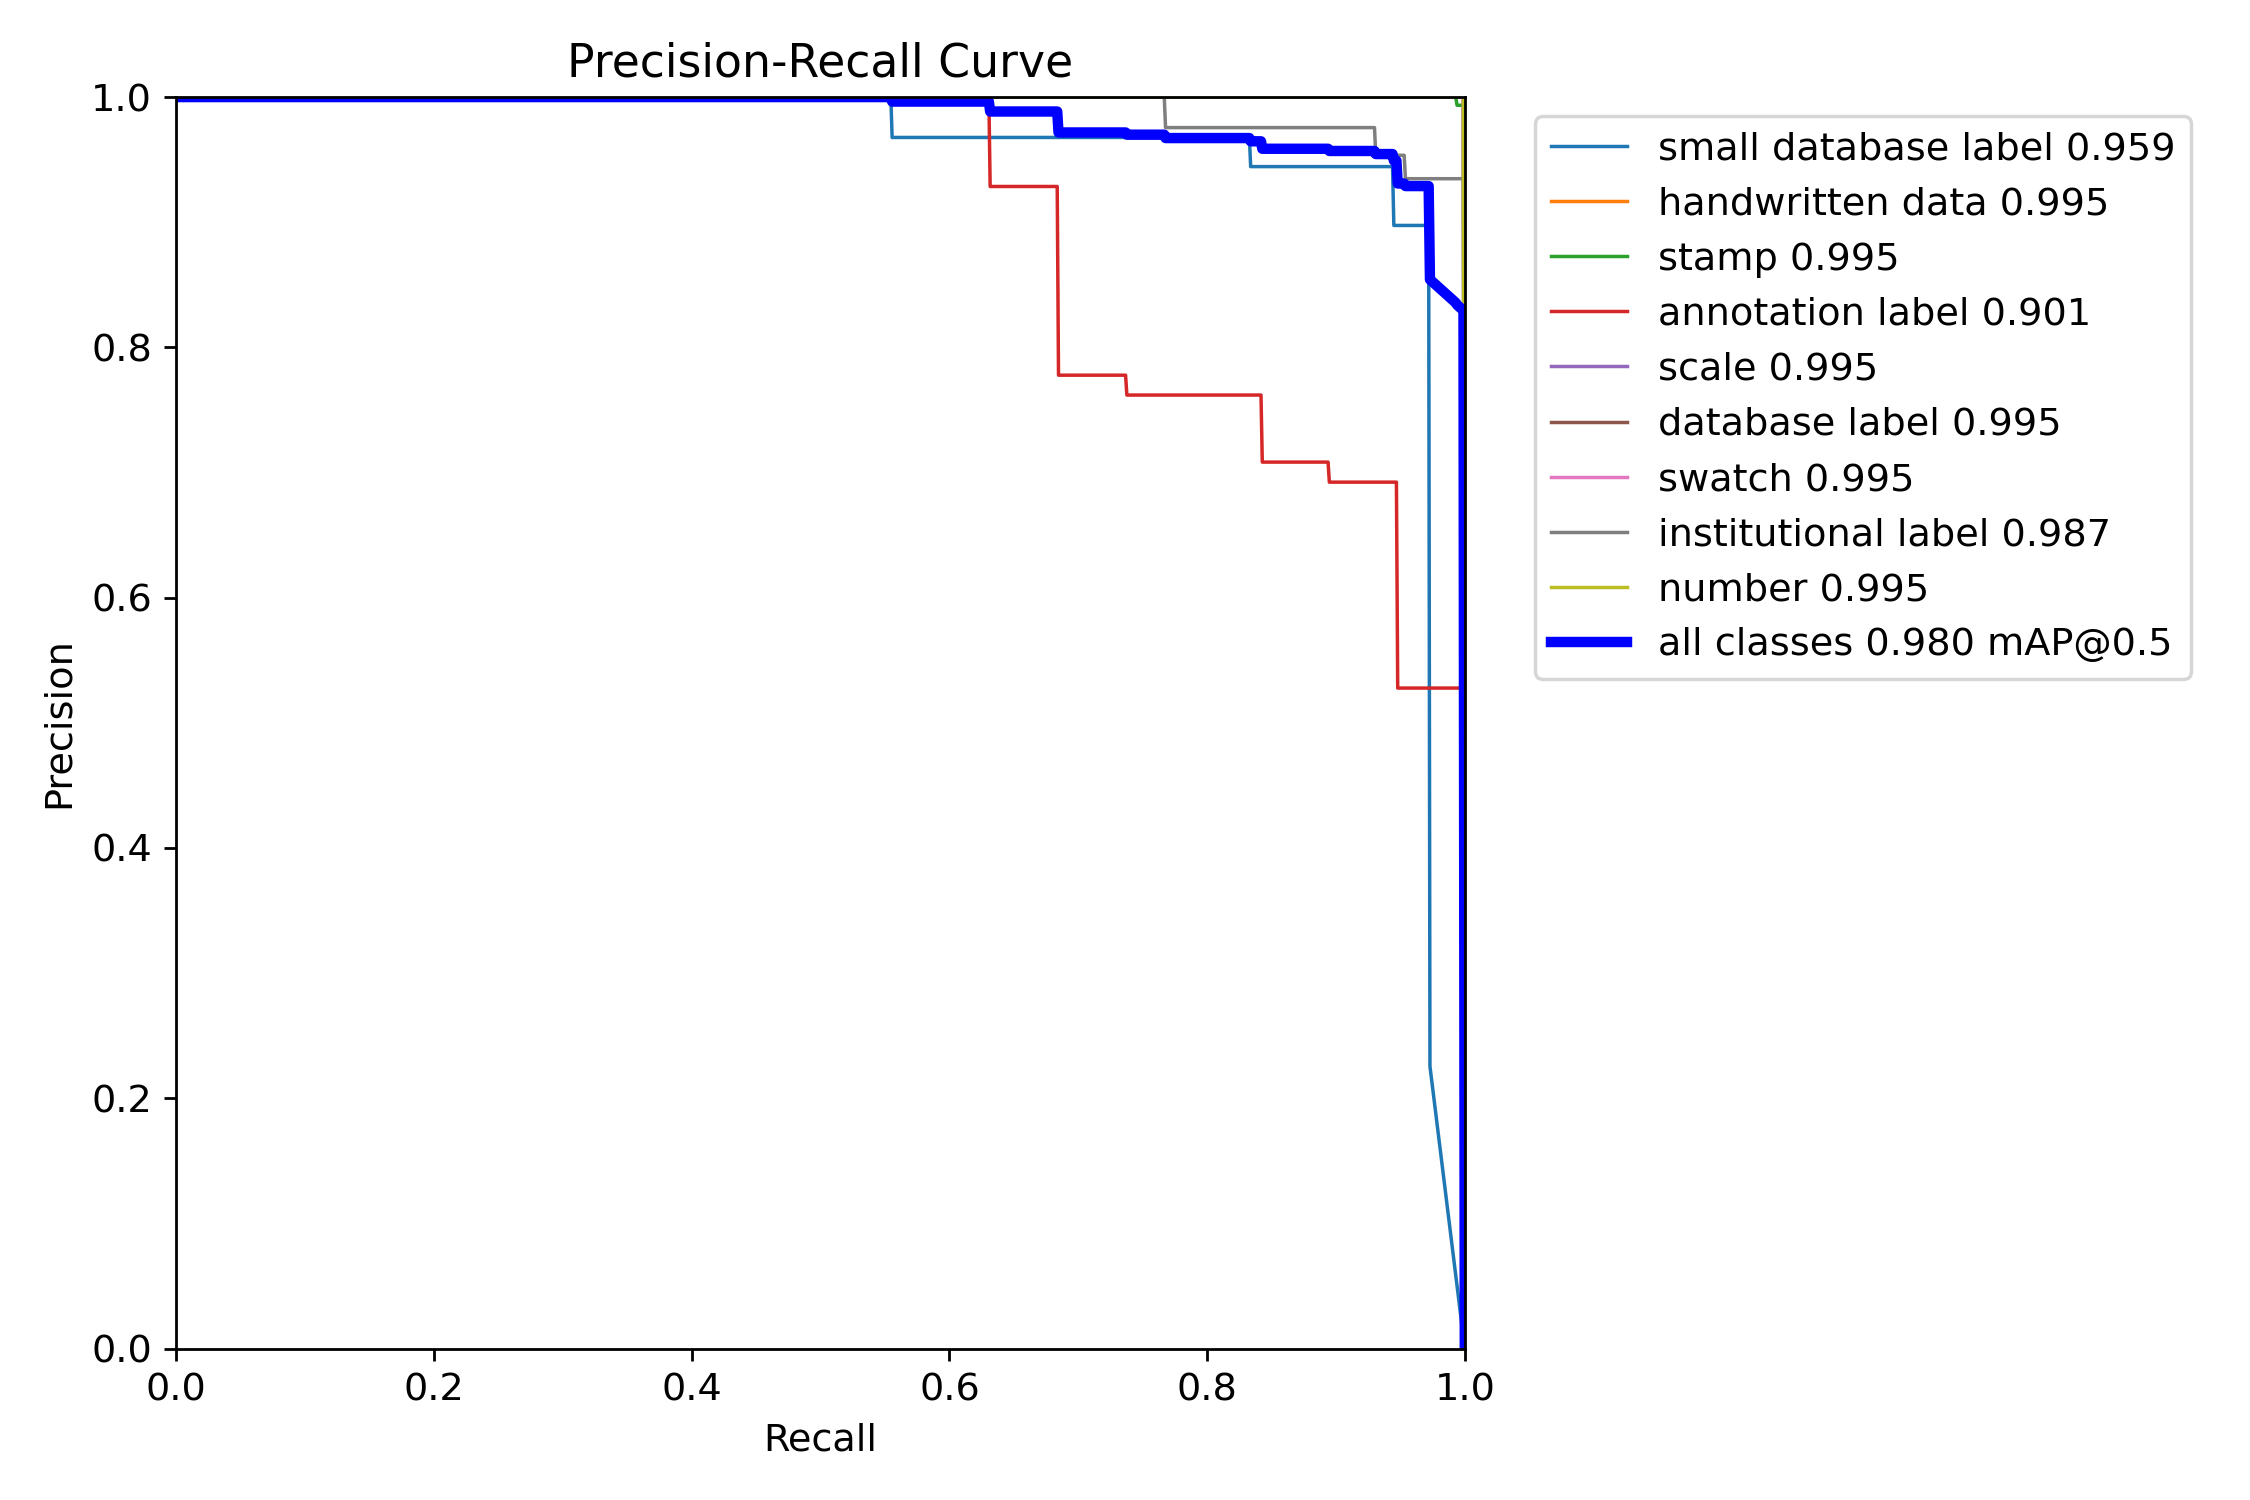 Precision-Recall Curve
1.0
0.8
0.6
0.4
0.2
0.0
Precision
0.0 0.2 0.4 0.6 0.8 1.0
Recall
small database label 0.959
handwritten data 0.995
stamp 0.995
annotation label 0.901
scale 0.995
database label 0.995
swatch 0.995
institutional label 0.987
number 0.995
all classes 0.980 mAP@0.5